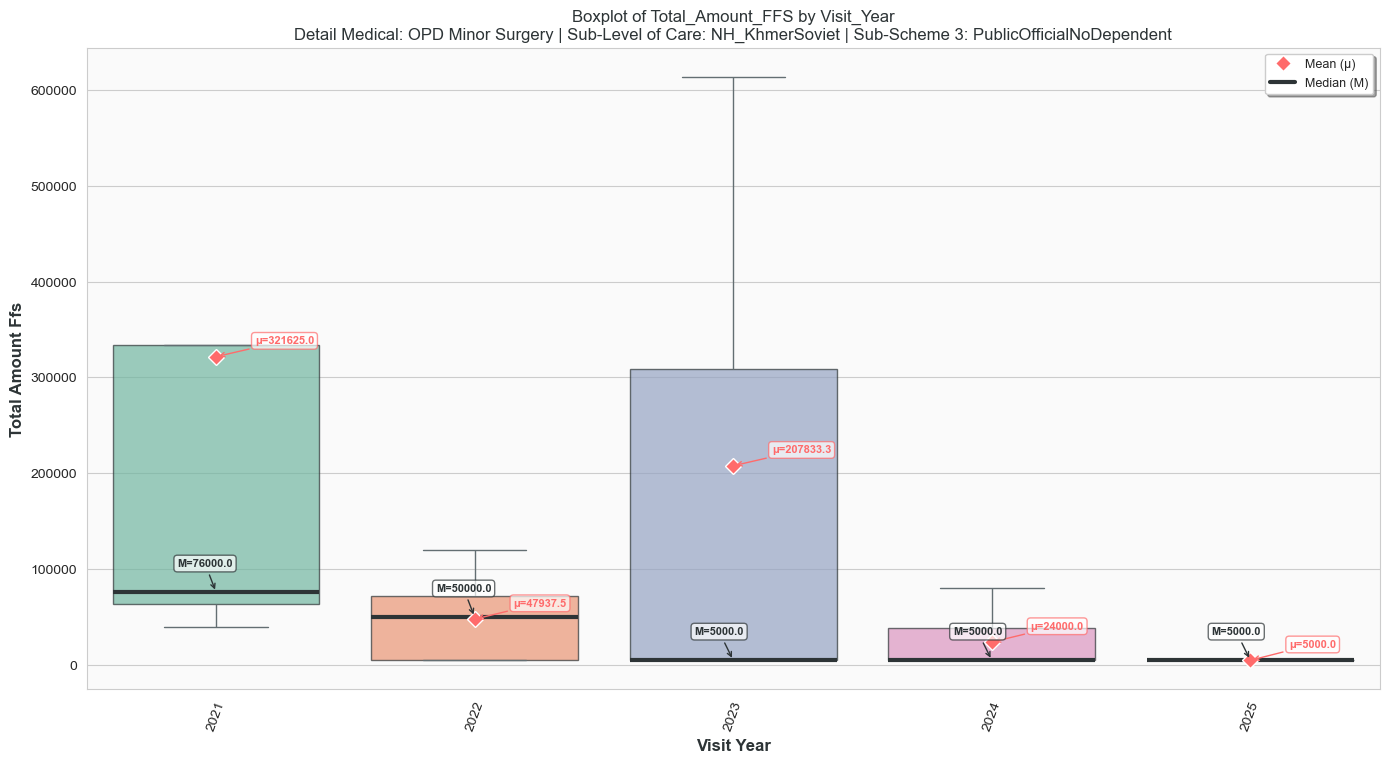 Boxplot of Total_Amount_FFS by Visit_Year
Detail Medical: OPD Minor Surgery | Sub-Level of Care: NH_KhmerSoviet | Sub-Scheme 3: PublicOfficialNoDependent
Mean (μ)
Median (M)
600000
500000
400000
300000
200000
100000
0
Total Amount Ffs
μ=321625.0
M=76000.0
M=50000.0
μ=47937.5
μ=207833.3
M=5000.0
M=5000.0
μ=24000.0
M=5000.0
μ=5000.0
2021
2022
2023
2024
2025
Visit Year